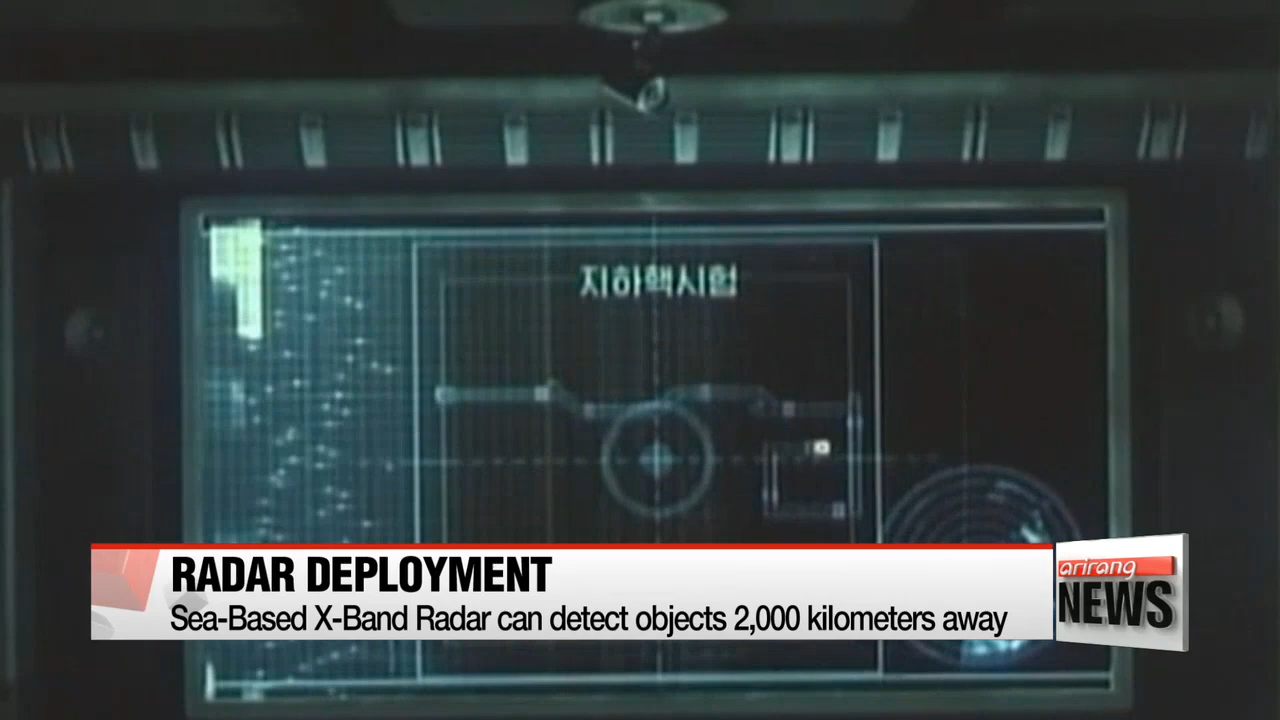 지하핵시험
RADAR DEPLOYMENT
Sea-Based X-Band Radar can detect objects 2,000 kilometers away
arirang
NEWS